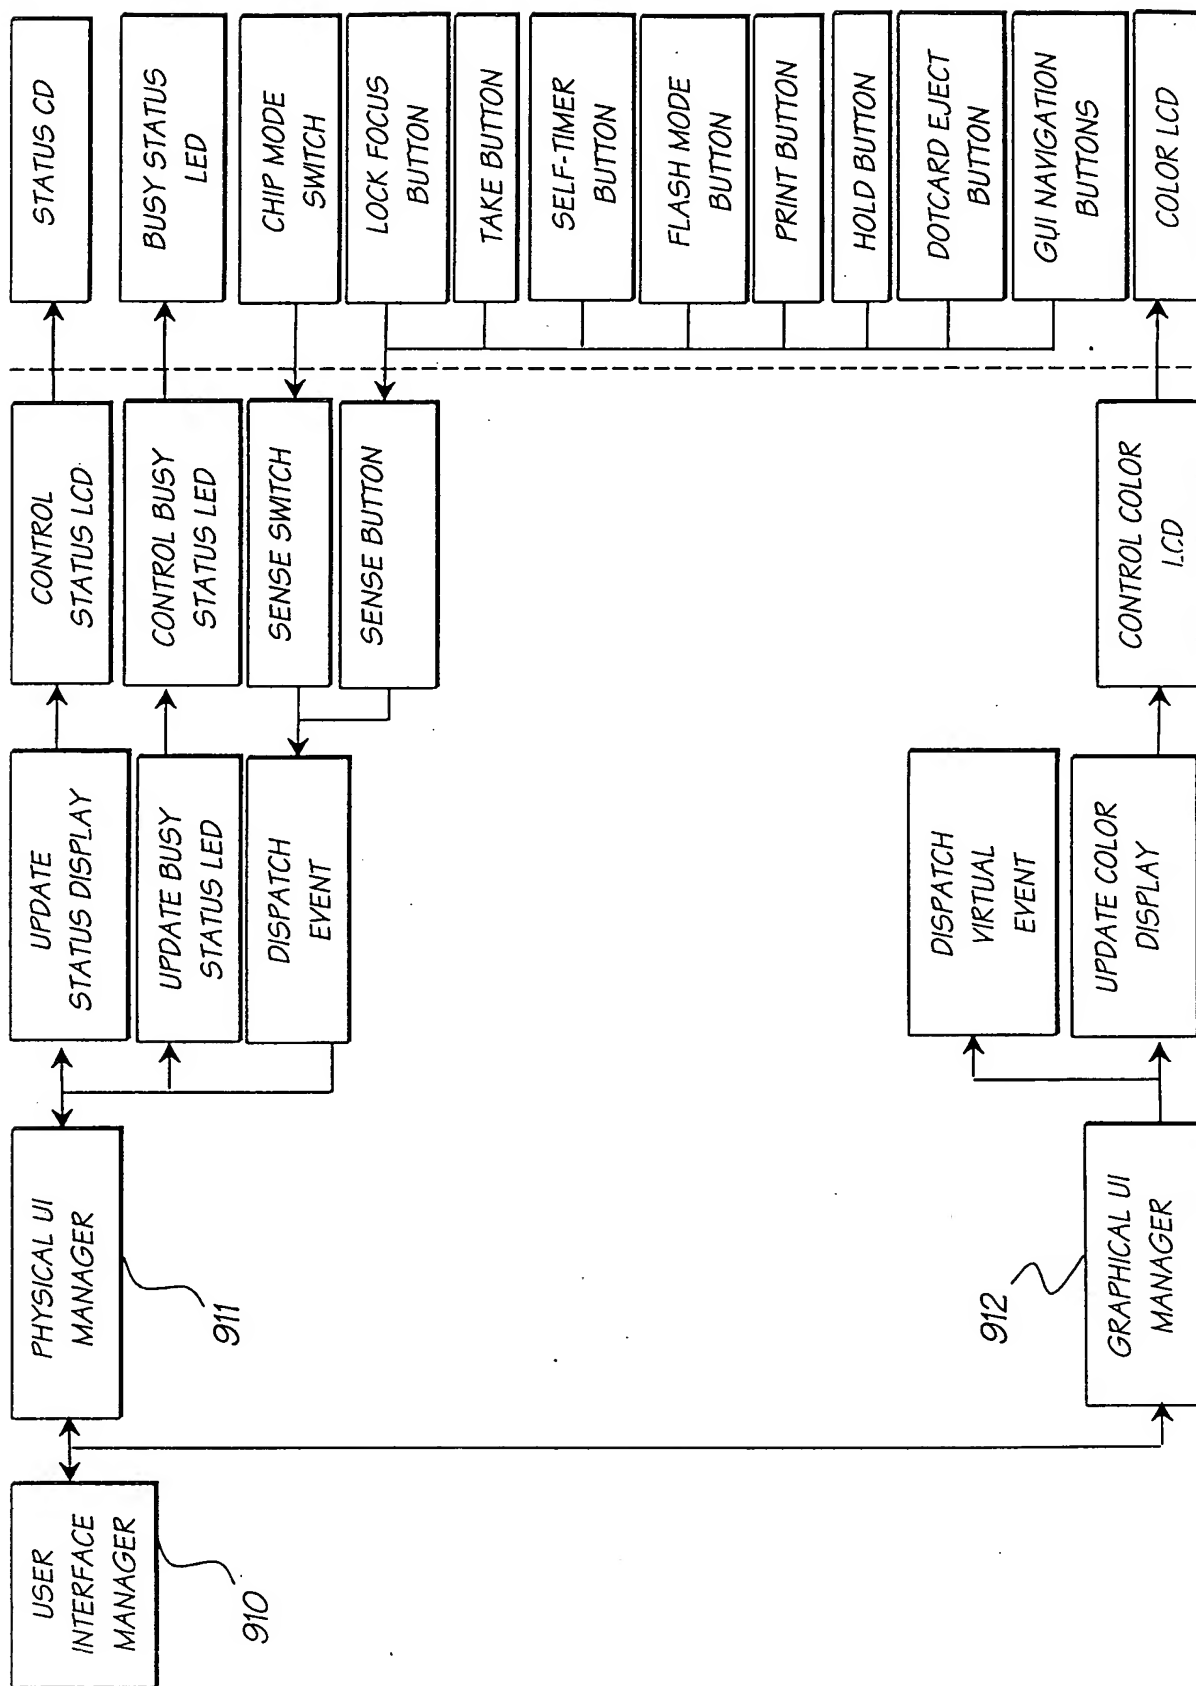 USER
INTERFACE
MANAGER
910
PHYSICAL UI
MANAGER
911
GRAPHICAL UI
MANAGER
912
UPDATE
STATUS DISPLAY
UPDATE BUSY
STATUS LED
DISPATCH
EVENT
DISPATCH
VIRTUAL
EVENT
UPDATE COLOR
DISPLAY
CONTROL
STATUS LCD
CONTROL BUSY
STATUS LED
SENSE SWITCH
SENSE BUTTON
CONTROL COLOR
LCD
STATUS CD
BUSY STATUS
LED
CHIP MODE
SWITCH
LOCK FOCUS
BUTTON
TAKE BUTTON
SELF-TIMER
BUTTON
FLASH MODE
BUTTON
PRINT BUTTON
HOLD BUTTON
DOTCARD EJECT
BUTTON
GUI NAVIGATION
BUTTONS
COLOR LCD